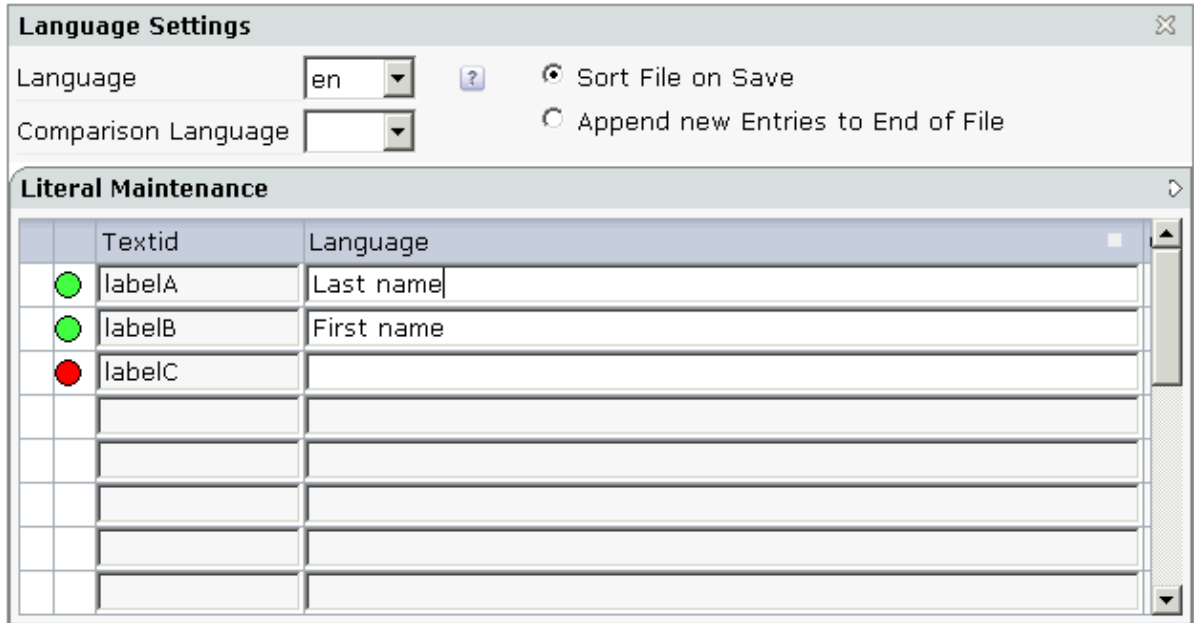 Language Settings
Language en ? Sort File on Save
Comparison Language Append new Entries to End of File
Literal Maintenance
Textid Language
labelA Last name
labelB First name
labelC